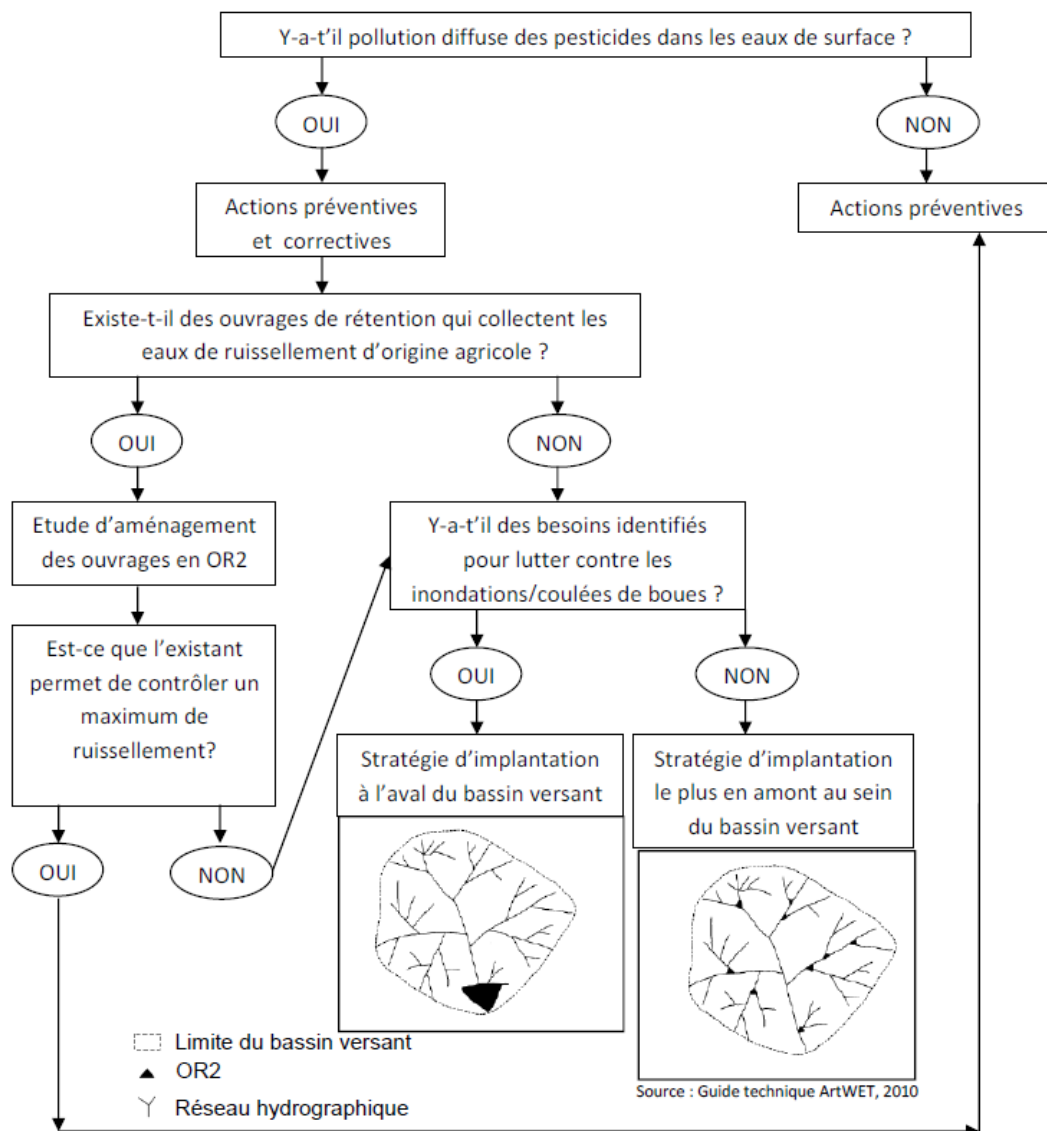 Y-a-t'il pollution diffuse des pesticides dans les eaux de surface ?
OUI
NON
Actions préventives
et correctives
Actions préventives
Existe-t-il des ouvrages de rétention qui collectent les
eaux de ruissellement d'origine agricole ?
OUI
NON
Etude d'aménagement
des ouvrages en OR2
Y-a-t'il des besoins identifiés
pour lutter contre les
inondations/coulées de boues ?
Est-ce que l'existant
permet de contrôler un
maximum de
ruissellement?
OUI
NON
OUI
NON
Stratégie d'implantation
à l'aval du bassin versant
Stratégie d'implantation
le plus en amont au sein
du bassin versant
Limite du bassin versant
OR2
Réseau hydrographique
Source : Guide technique ArtWET, 2010